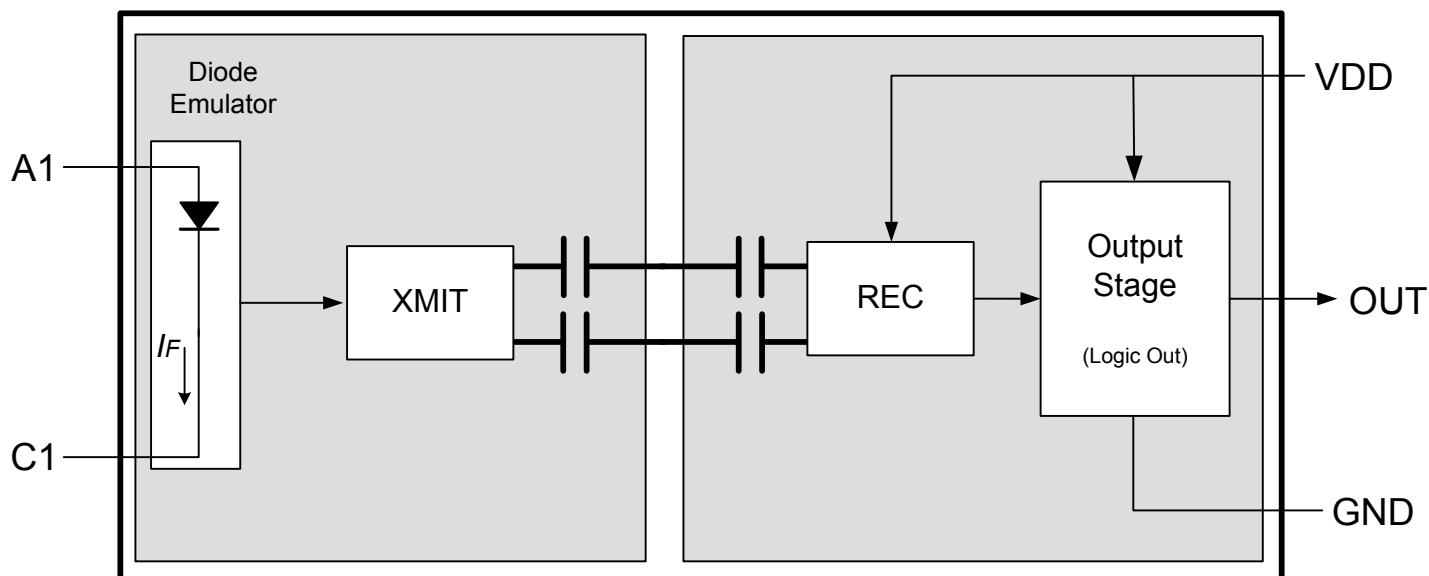 Diode
Emulator
VDD
A1
Output
Stage
XMIT
REC
OUT
IF
(Logic Out)
C1
GND